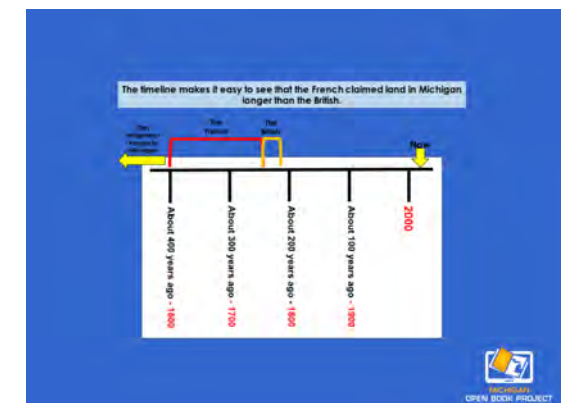 The timeline makes it easy to see that the French claimed land in Michigan
longer than the British.
The
French
The
British
Now
About 400 years ago - 1600
About 300 years ago - 1700
About 200 years ago - 1800
About 100 years ago - 1900
2000
MICHIGAN
OPEN BOOK PROJECT